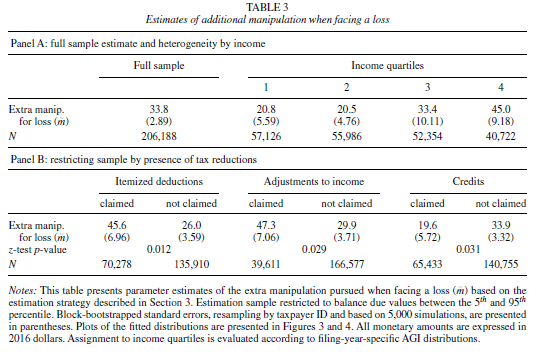 TABLE 3
Estimates of additional manipulation when facing a loss
Panel A: full sample estimate and heterogeneity by income
Full sample Income quartiles
1 2 3 4
Extra manip. 33.8 20.8 20.5 33.4 45.0
for loss (m̂) (2.89) (5.59) (4.76) (10.11) (9.18)
N 206,188 57,126 55,986 52,354 40,722
Panel B: restricting sample by presence of tax reductions
Itemized deductions Adjustments to income Credits
claimed not claimed claimed not claimed claimed not claimed
Extra manip. 45.6 26.0 47.3 29.9 19.6 33.9
for loss (m̂) (6.96) (3.59) (7.06) (3.71) (5.72) (3.32)
z-test p-value 0.012 0.029 0.031
N 70,278 135,910 39,611 166,577 65,433 140,755
Notes: This table presents parameter estimates of the extra manipulation pursued when facing a loss (m̂) based on the
estimation strategy described in Section 3. Estimation sample restricted to balance due values between the 5th and 95th
percentile. Block-bootstrapped standard errors, resampling by taxpayer ID and based on 5,000 simulations, are presented
in parentheses. Plots of the fitted distributions are presented in Figures 3 and 4. All monetary amounts are expressed in
2016 dollars. Assignment to income quartiles is evaluated according to filing-year-specific AGI distributions.